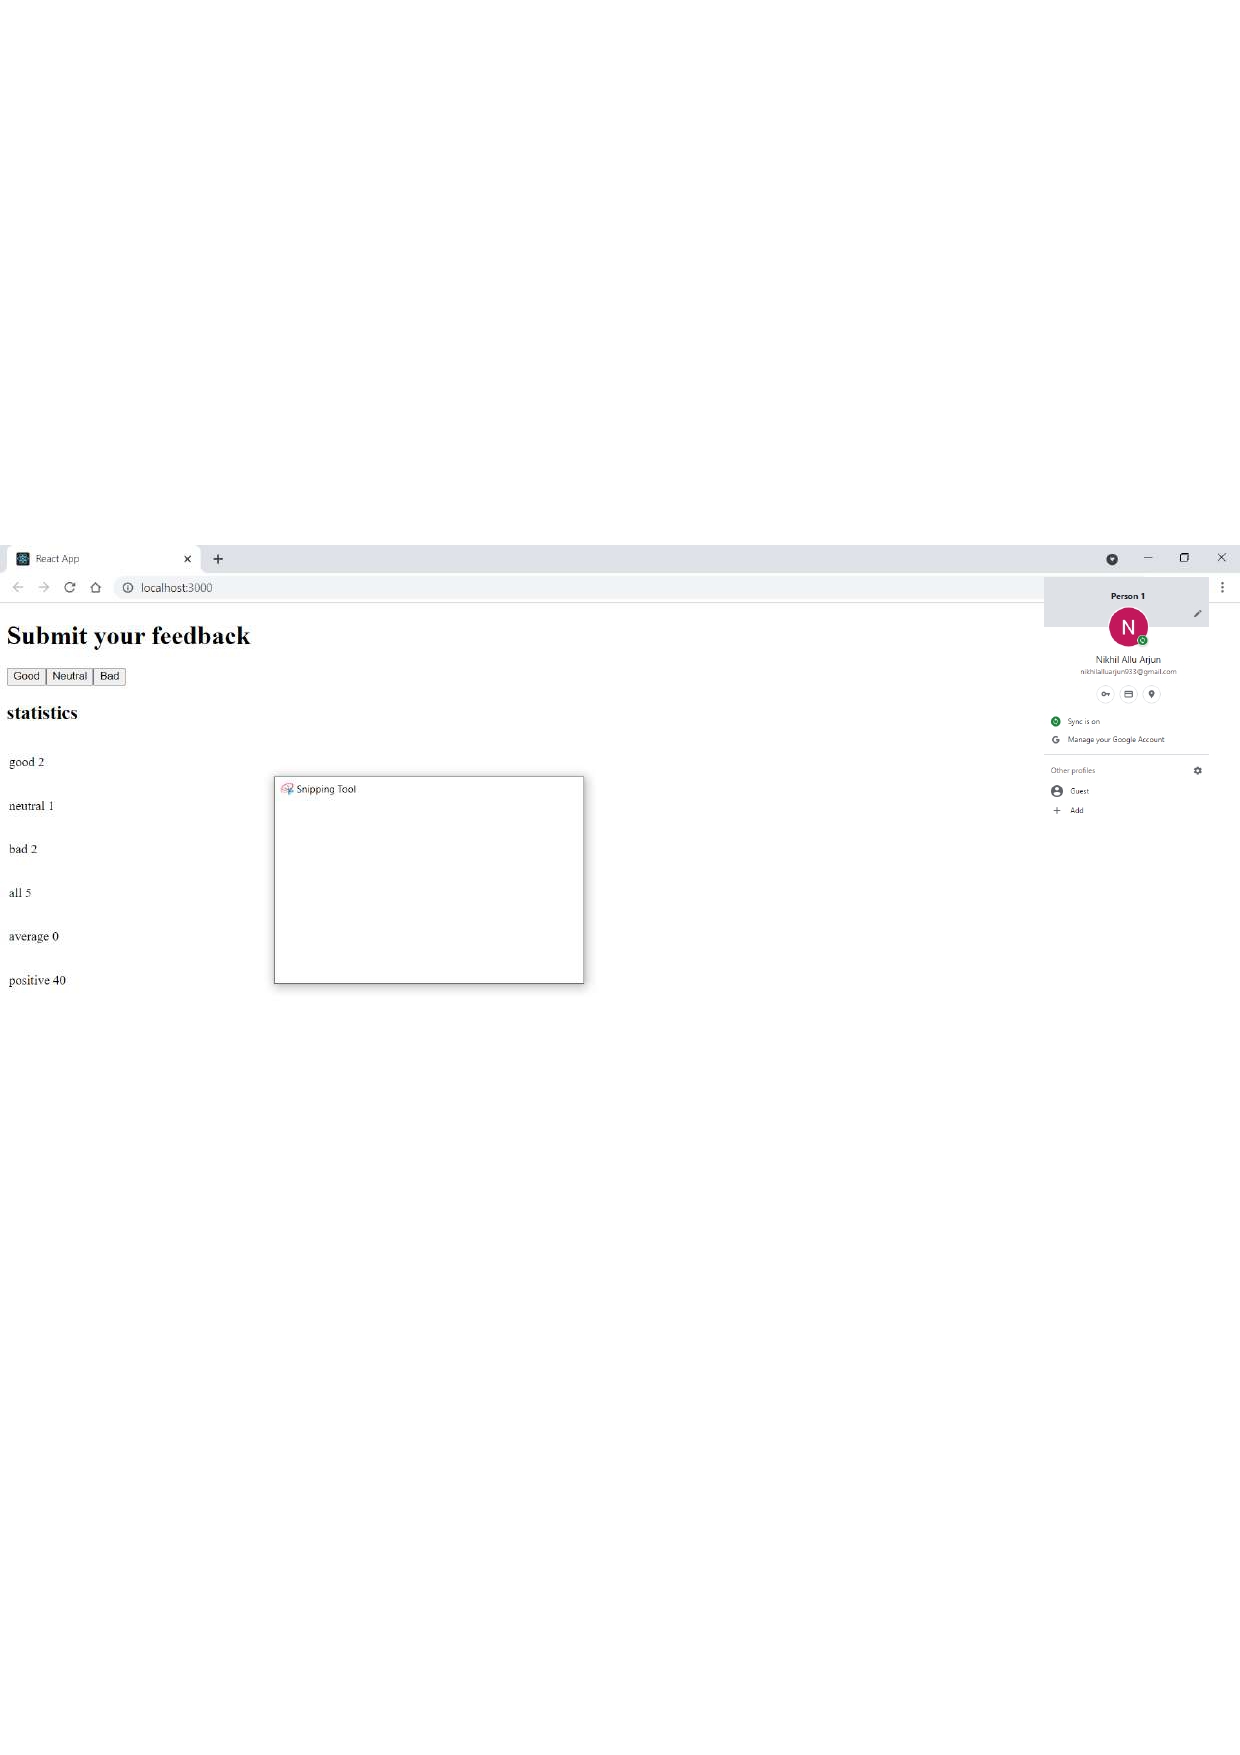 React App
localhost:3000
Person 1
N
Nikhil Allu Arjun
nikhilalluarjun933@gmail.com
Sync is on
Manage your Google Account
Other profiles
Guest
Add
Submit your feedback
Good Neutral Bad
statistics
good 2
neutral 1
bad 2
all 5
average 0
positive 40
Snipping Tool